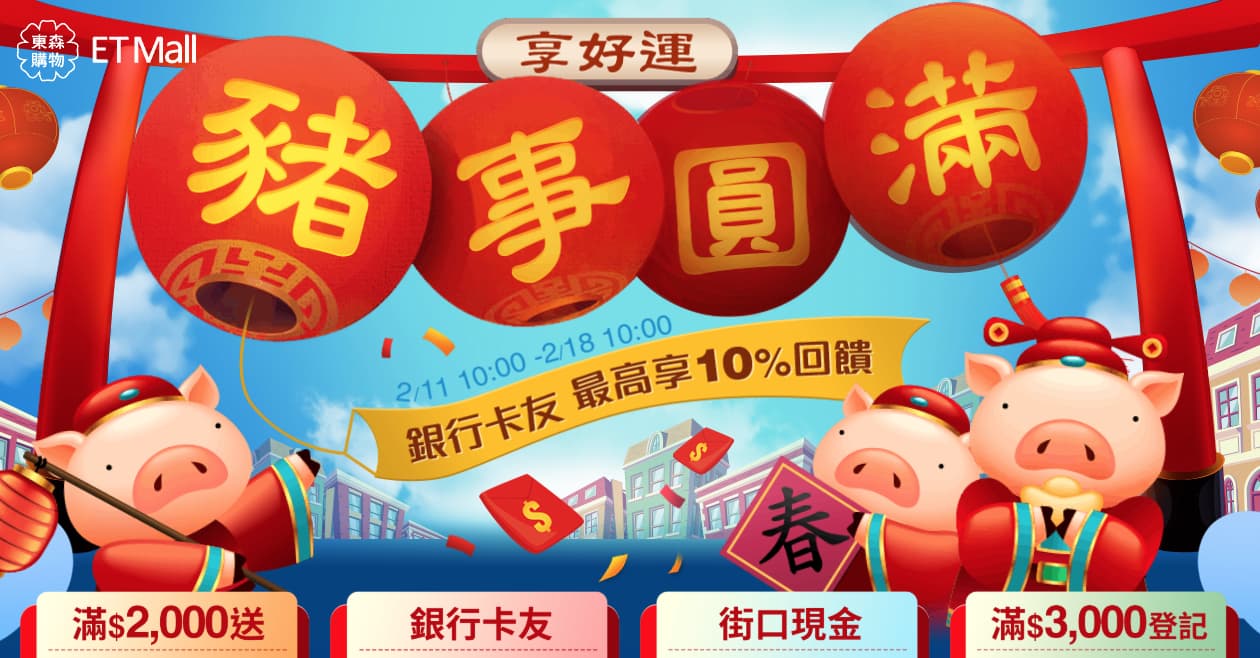 東森
購物
ET Mall
享好運
豬事圓滿
2/11 10:00 -2/18 10:00
銀行卡友 最高享10%回饋
$
$
春
滿$2,000送
銀行卡友
街口現金
滿$3,000登記